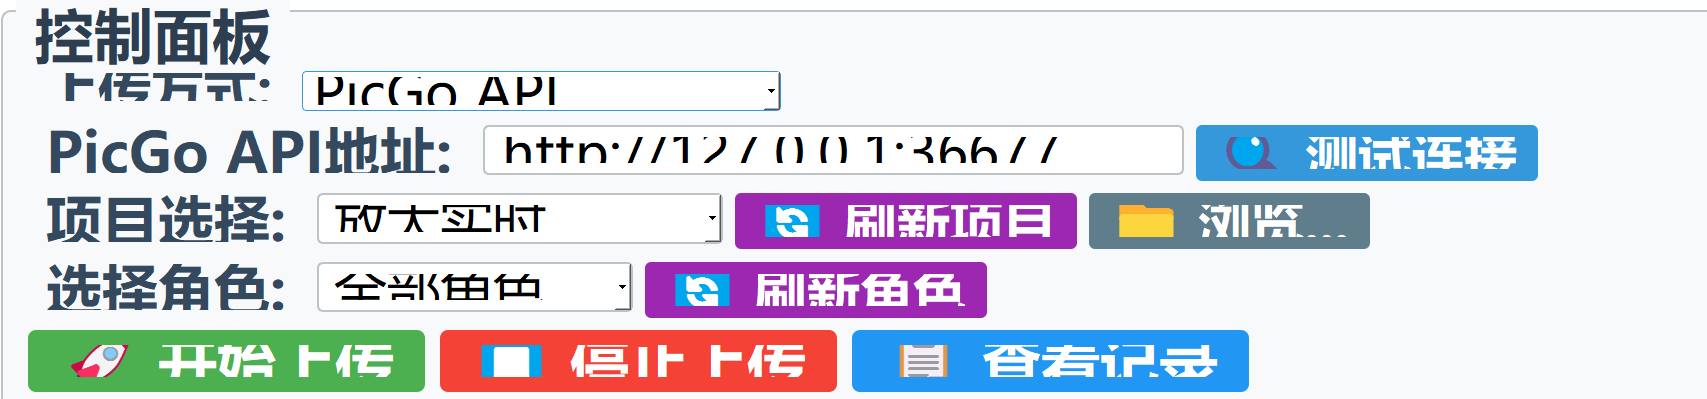 控制面板
上传方式: PicGo API
PicGo API地址: http://127.0.0.1:36677 测试连接
项目选择: 放大实时 刷新项目 浏览...
选择角色: 全部角色 刷新角色
开始上传 停止上传 查看记录